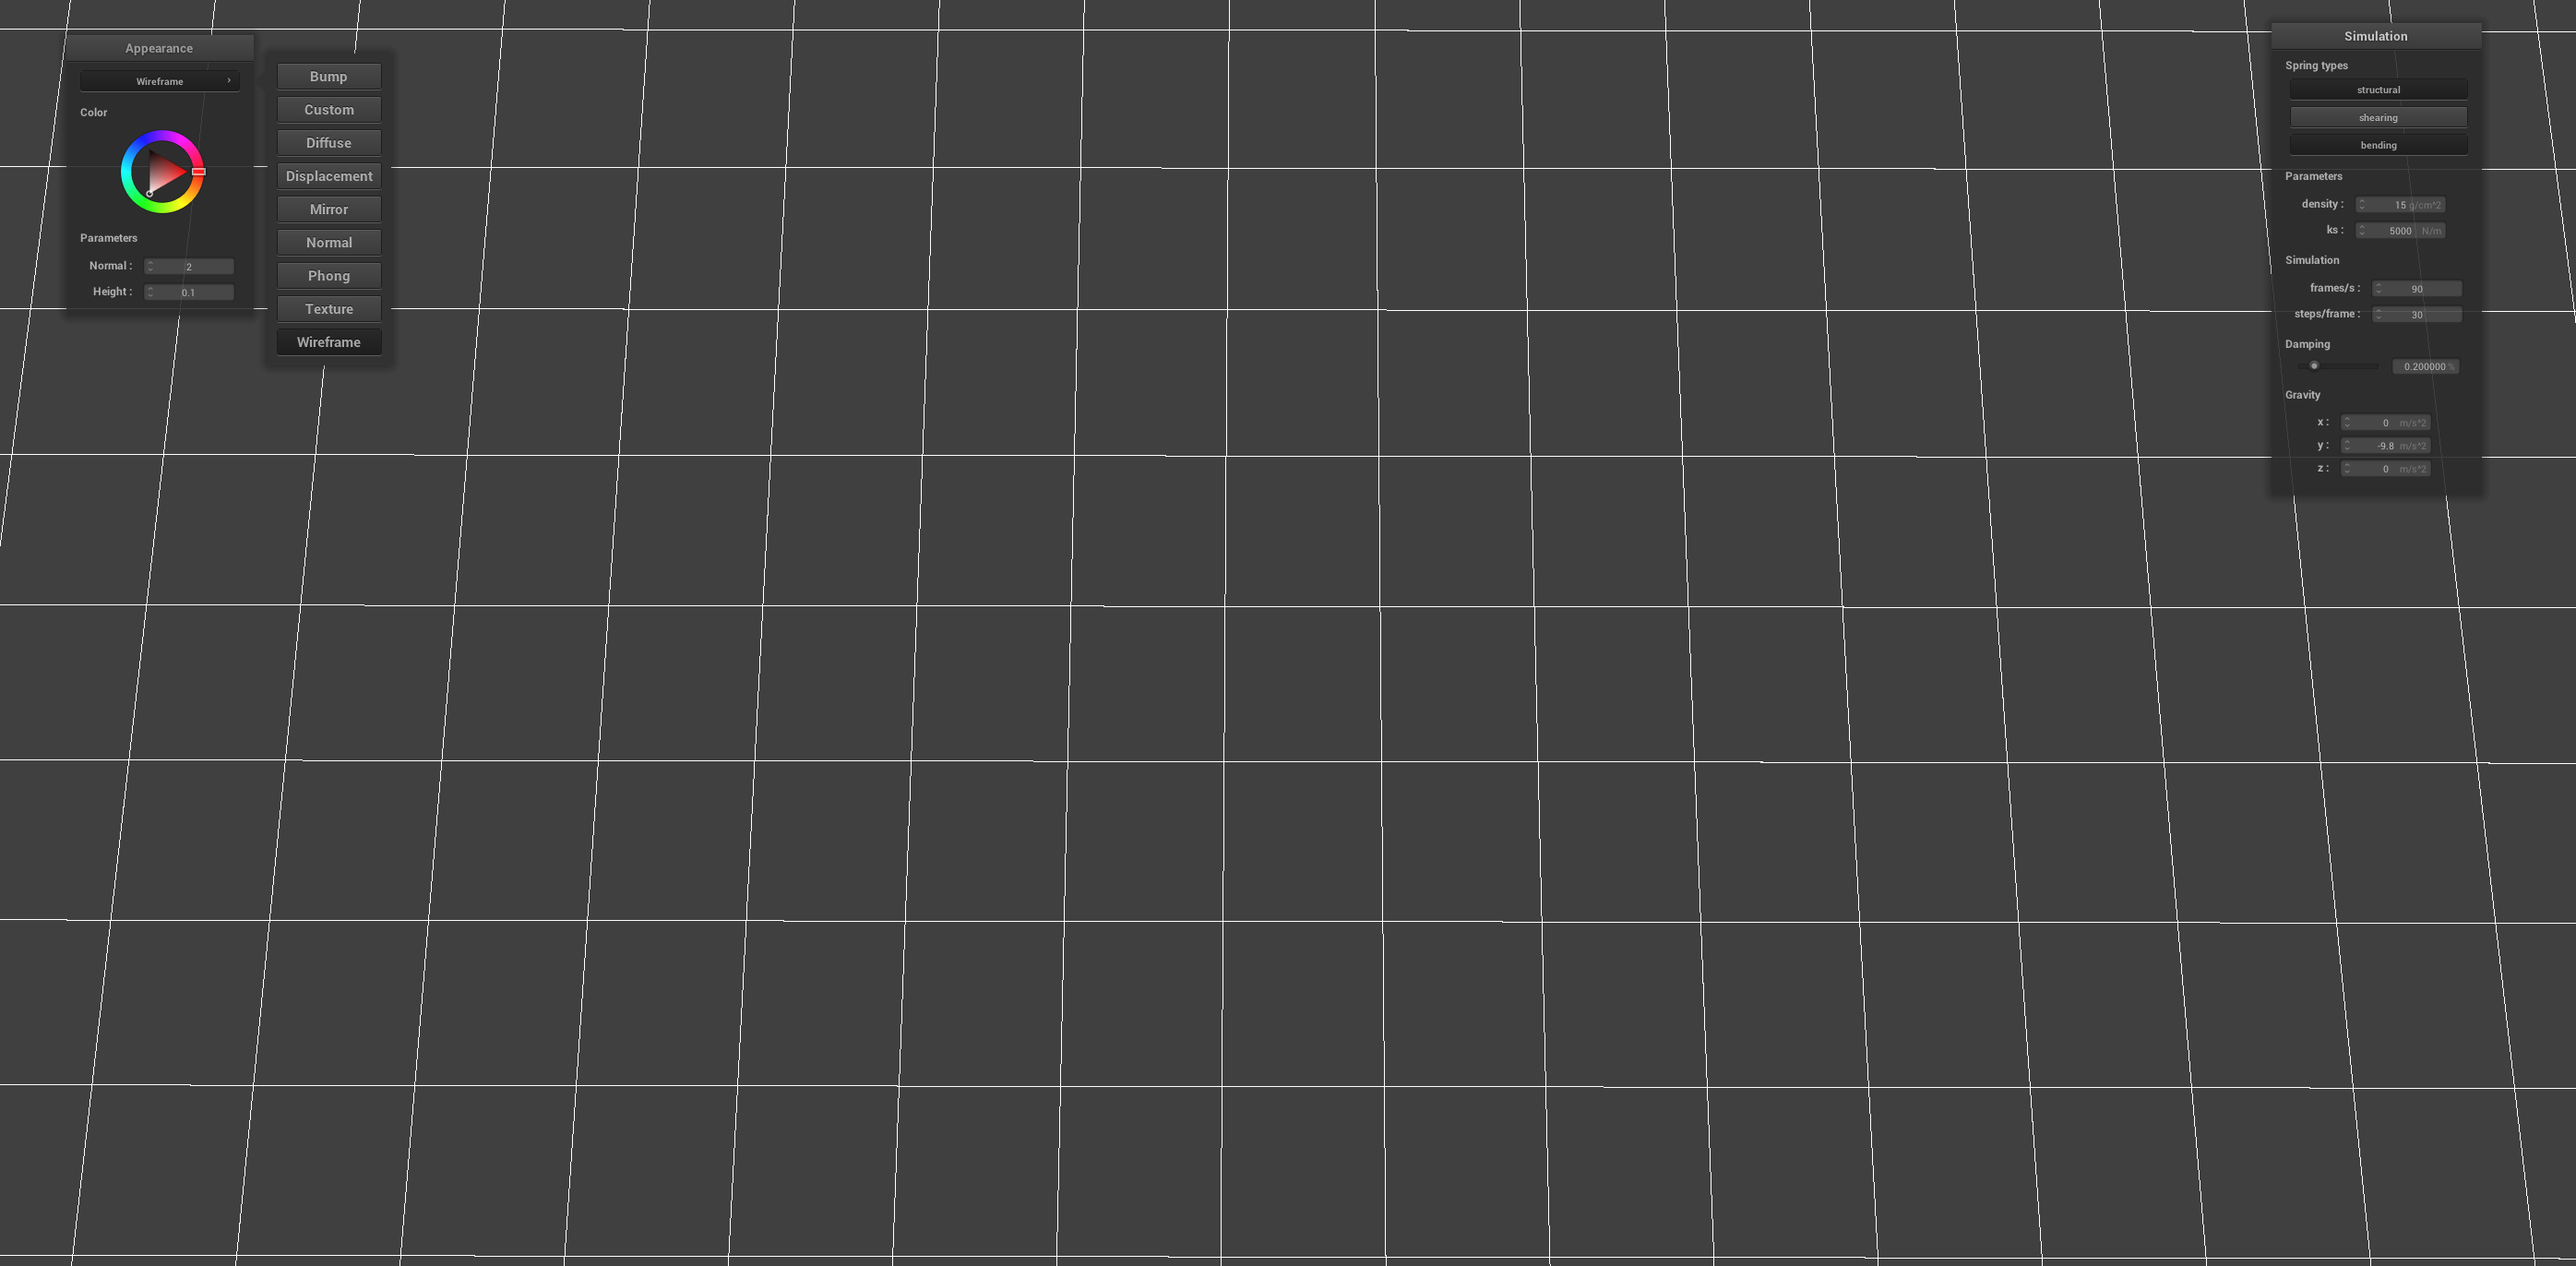 Appearance
Wireframe
Color
Parameters
Normal : 2
Height : 0.1
Bump
Custom
Diffuse
Displacement
Mirror
Normal
Phong
Texture
Wireframe
Simulation
Spring types
structural
shearing
bending
Parameters
density : 15 g/cm^2
ks : 5000 N/m
Simulation
frames/s : 90
steps/frame : 30
Damping
0.200000 %
Gravity
x : 0 m/s^2
y : -9.8 m/s^2
z : 0 m/s^2